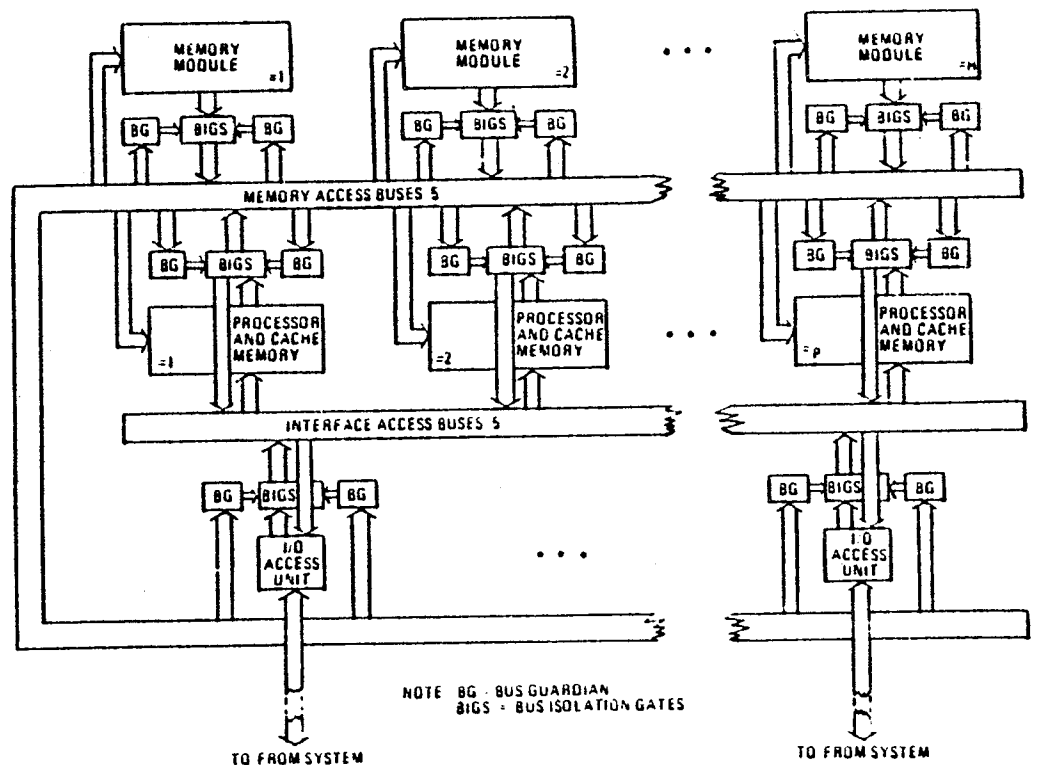 MEMORY MODULE =1
MEMORY MODULE =2
MEMORY MODULE =M
BG BIGS BG
BG BIGS BG
BG BIGS BG
MEMORY ACCESS BUSES 5
BG BIGS BG
BG BIGS BG
BG BIGS BG
PROCESSOR AND CACHE MEMORY =1
PROCESSOR AND CACHE MEMORY =2
PROCESSOR AND CACHE MEMORY =P
INTERFACE ACCESS BUSES 5
BG BIGS BG
BG BIGS BG
I/O ACCESS UNIT
I/O ACCESS UNIT
NOTE BG - BUS GUARDIAN
BIGS = BUS ISOLATION GATES
TO FROM SYSTEM
TO FROM SYSTEM